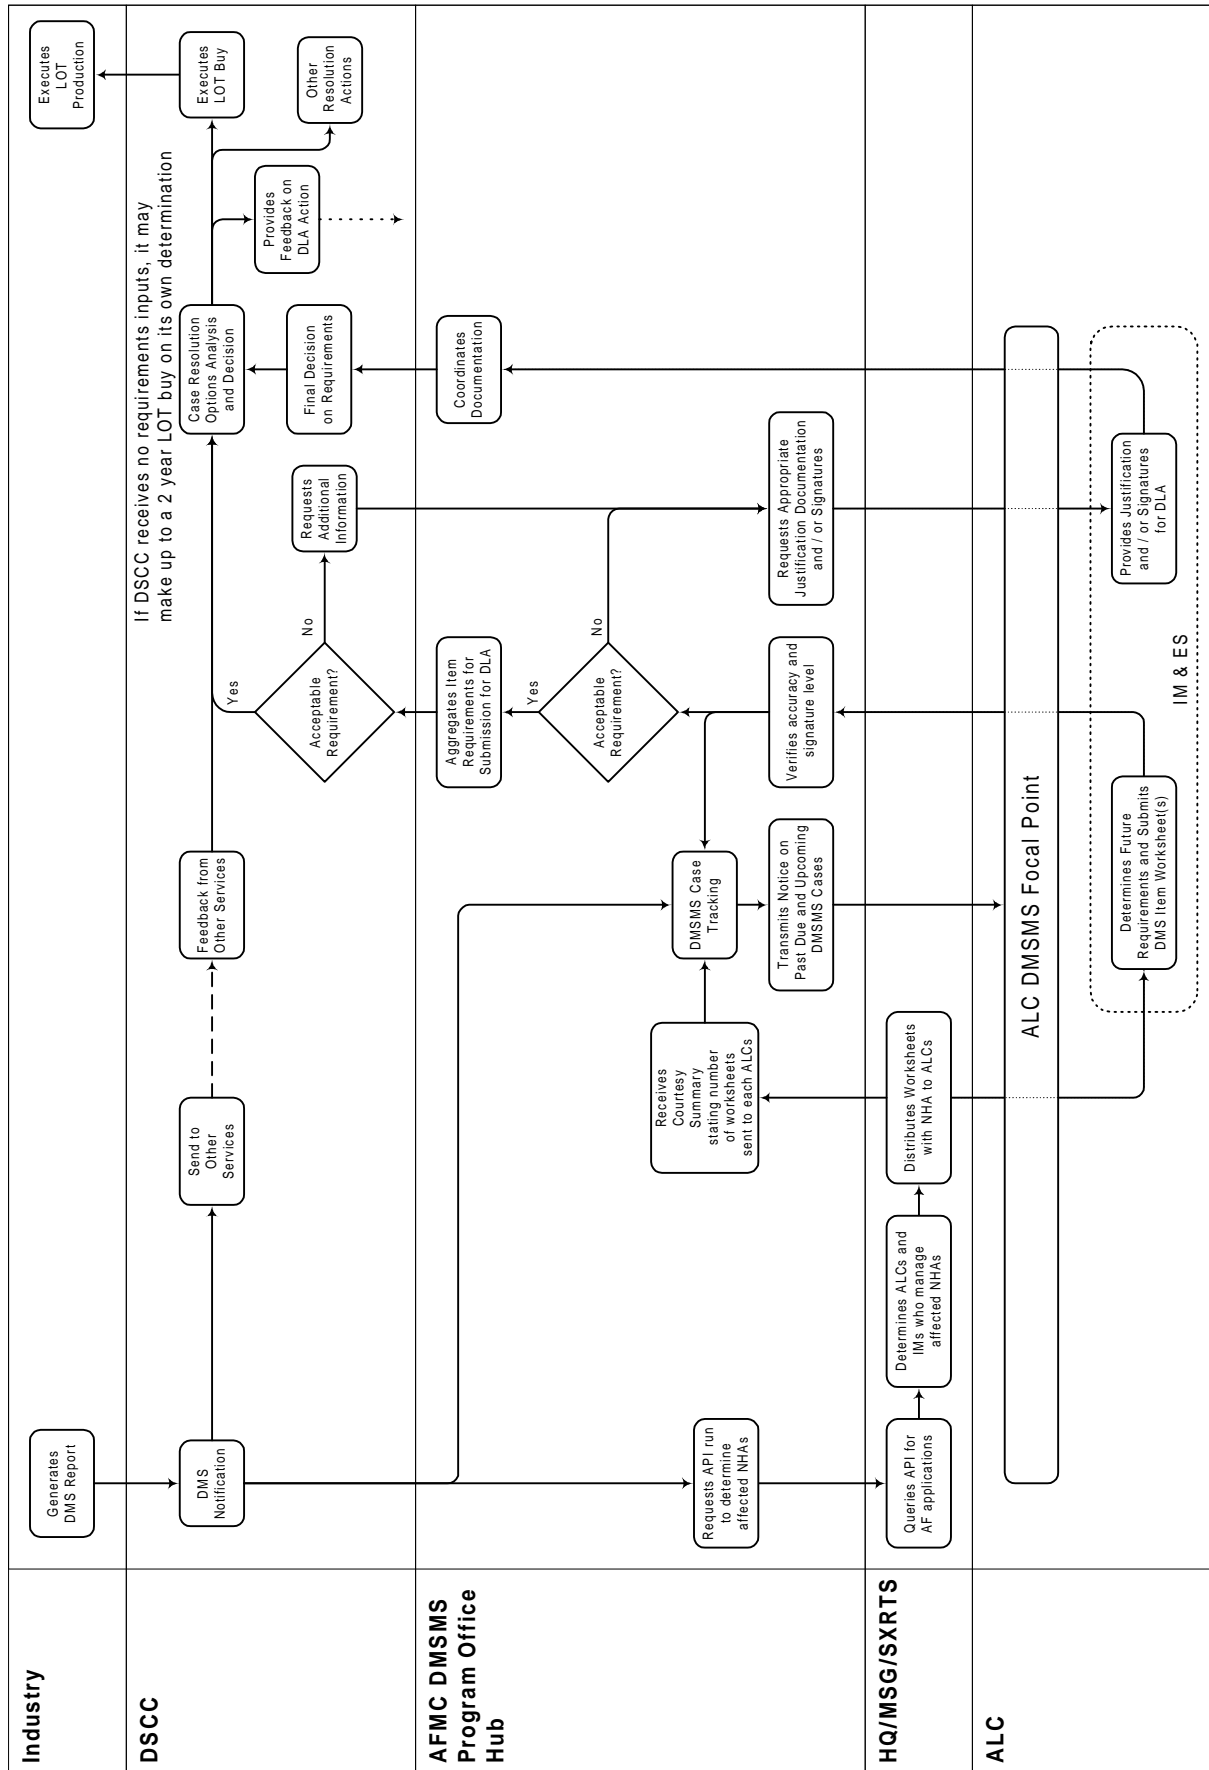 Industry
Generates
DMS Report
Executes
LOT
Production
DSCC
DMS
Notification
Send to
Other
Services
Feedback from
Other Services
If DSCC receives no requirements inputs, it may
make up to a 2 year LOT buy on its own determination
Case Resolution
Options Analysis
and Decision
Executes
LOT Buy
Provides
Feedback on
DLA Action
Other
Resolution
Actions
Yes
Acceptable
Requirement?
No
Requests
Additional
Information
Final Decision
on Requirements
AFMC DMSMS
Program Office
Hub
Requests API run
to determine
affected NHAs
Receives
Courtesy
Summary
stating number
of worksheets
sent to each ALCs
DMSMS Case
Tracking
Transmits Notice on
Past Due and Upcoming
DMSMS Cases
Aggregates Item
Requirements for
Submission for DLA
Yes
Acceptable
Requirement?
No
Verifies accuracy and
signature level
Requests Appropriate
Justification Documentation
and / or Signatures
Coordinates
Documentation
HQ/MSG/SXRTS
Queries API for
AF applications
Determines ALCs and
IMs who manage
affected NHAs
Distributes Worksheets
with NHA to ALCs
ALC
ALC DMSMS Focal Point
Determines Future
Requirements and Submits
DMS Item Worksheet(s)
Provides Justification
and / or Signatures
for DLA
IM & ES